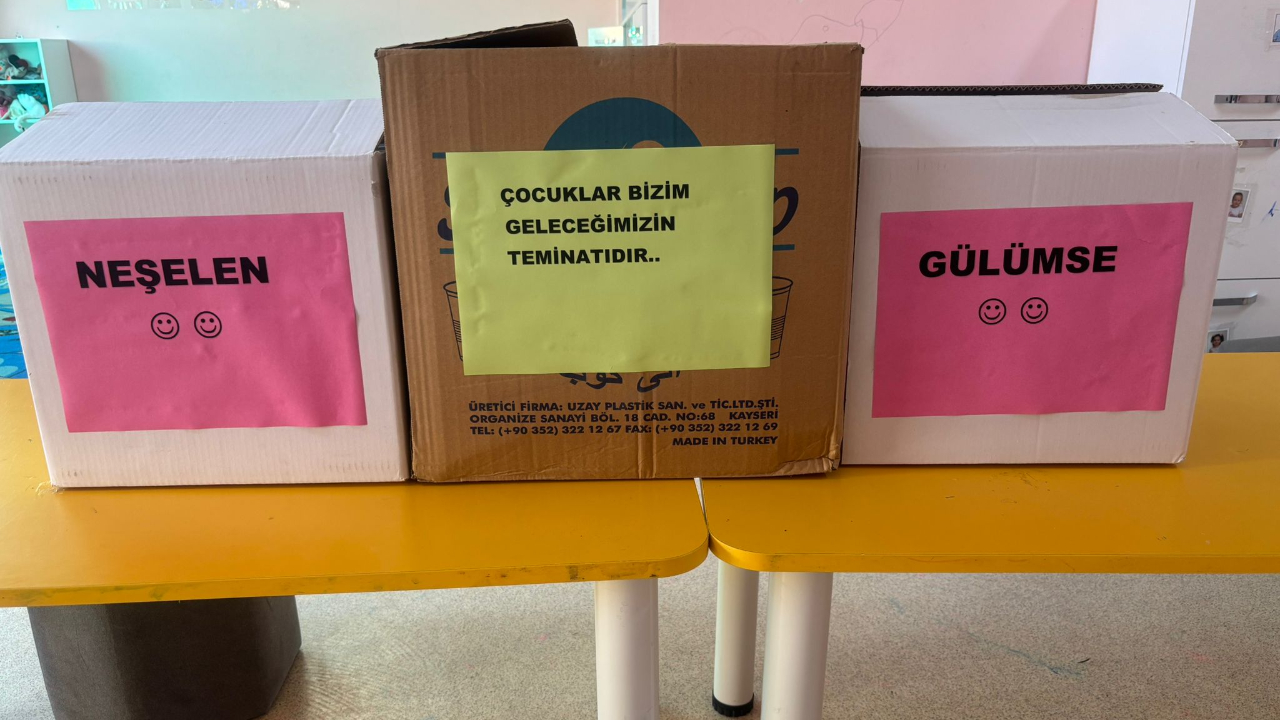 NEŞELEN
ÇOCUKLAR BİZİM
GELECEĞİMİZİN
TEMİNATIDIR..
GÜLÜMSE
ÜRETİCİ FİRMA: UZAY PLASTİK SAN. ve TİC.LTD.ŞTİ.
ORGANİZE SANAYİ BÖL. 18 CAD. NO:68 KAYSERİ
TEL: (+90 352) 322 12 67 FAX: (+90 352) 322 12 69
MADE IN TURKEY